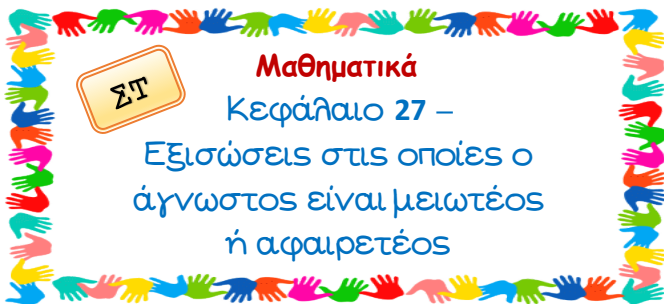 ΣΤ
Μαθηματικά
Κεφάλαιο 27 –
Εξισώσεις στις οποίες ο
άγνωστος είναι μειωτέος
ή αφαιρετέος